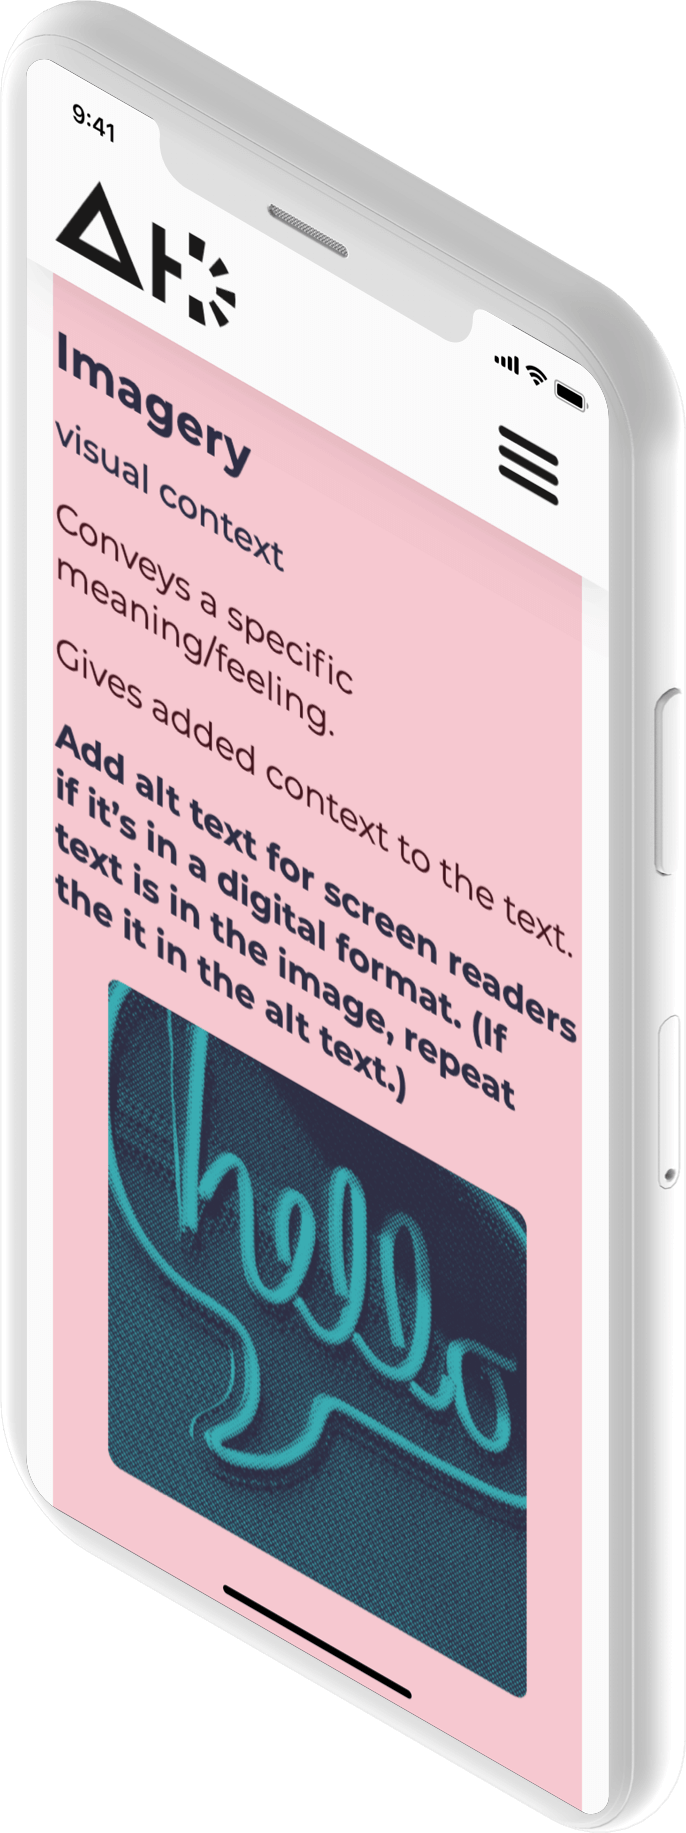 9:41
Imagery
visual context
Conveys a specific
meaning/feeling.
Gives added context to the text.
Add alt text for screen readers
if it’s in a digital format. (If
text is in the image, repeat
the it in the alt text.)
hello